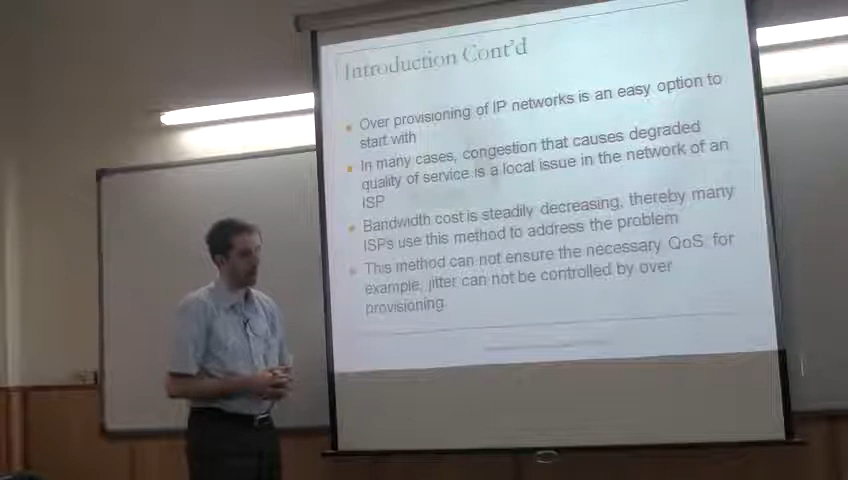 Introduction Cont'd
Over provisioning of IP networks is an easy option to
start with
In many cases, congestion that causes degraded
quality of service is a local issue in the network of an
ISP
Bandwidth cost is steadily decreasing, thereby many
ISPs use this method to address the problem
This method can not ensure the necessary QoS, for
example, jitter can not be controlled by over
provisioning.